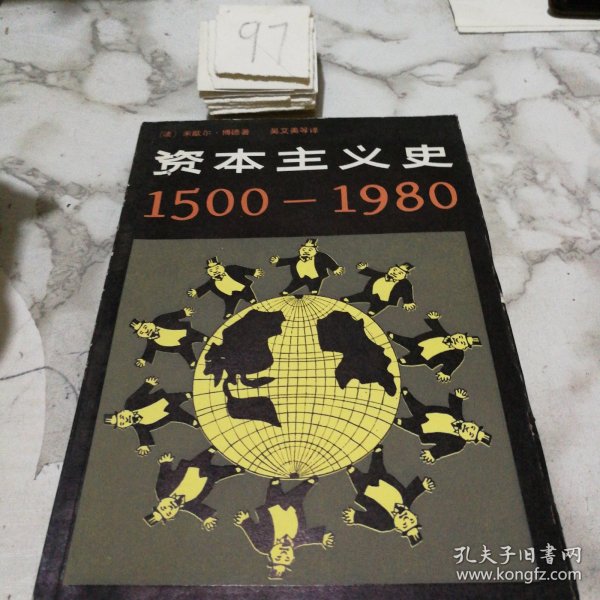 97
〔法〕米歇尔·博德著 吴艾美等译
资本主义史
1500－1980
孔夫子旧书网
www.kongfz.com